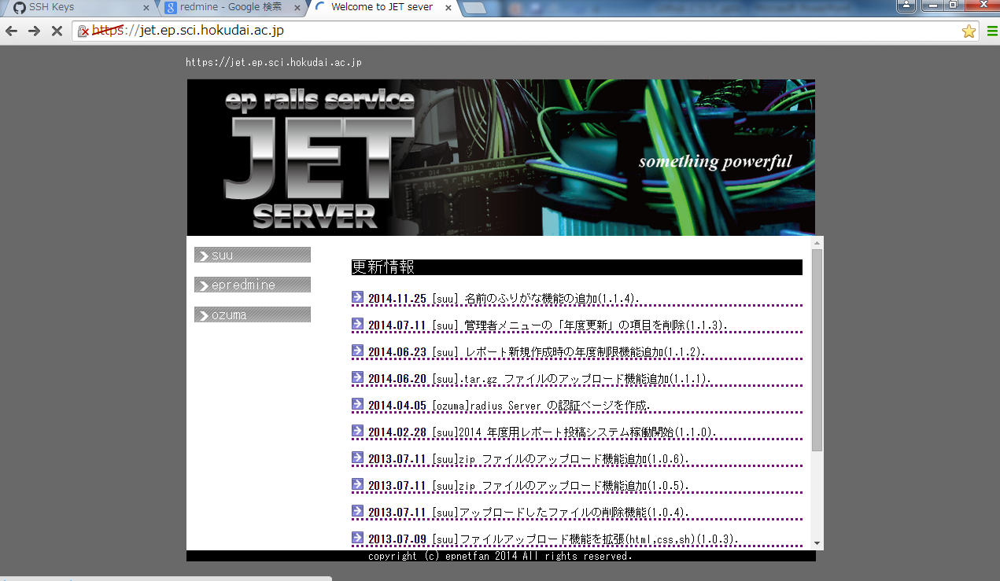 SSH Keys
redmine - Google 検索
Welcome to JET sever
https://jet.ep.sci.hokudai.ac.jp
https://jet.ep.sci.hokudai.ac.jp
ep rails service
JET
SERVER
something powerful
suu
epredmine
ozuma
更新情報
2014.11.25 [suu] 名前のふりがな機能の追加(1.1.4).
2014.07.11 [suu] 管理者メニューの「年度更新」の項目を削除(1.1.3).
2014.06.23 [suu] レポート新規作成時の年度制限機能追加(1.1.2).
2014.06.20 [suu].tar.gz ファイルのアップロード機能追加(1.1.1).
2014.04.05 [ozuma]radius Server の認証ページを作成.
2014.02.28 [suu]2014 年度用レポート投稿システム稼働開始(1.1.0).
2013.07.11 [suu]zip ファイルのアップロード機能追加(1.0.6).
2013.07.11 [suu]zip ファイルのアップロード機能追加(1.0.5).
2013.07.11 [suu]アップロードしたファイルの削除機能(1.0.4).
2013.07.09 [suu]ファイルアップロード機能を拡張(html,css,sh)(1.0.3).
copyright (c) epnetfan 2014 All rights reserved.